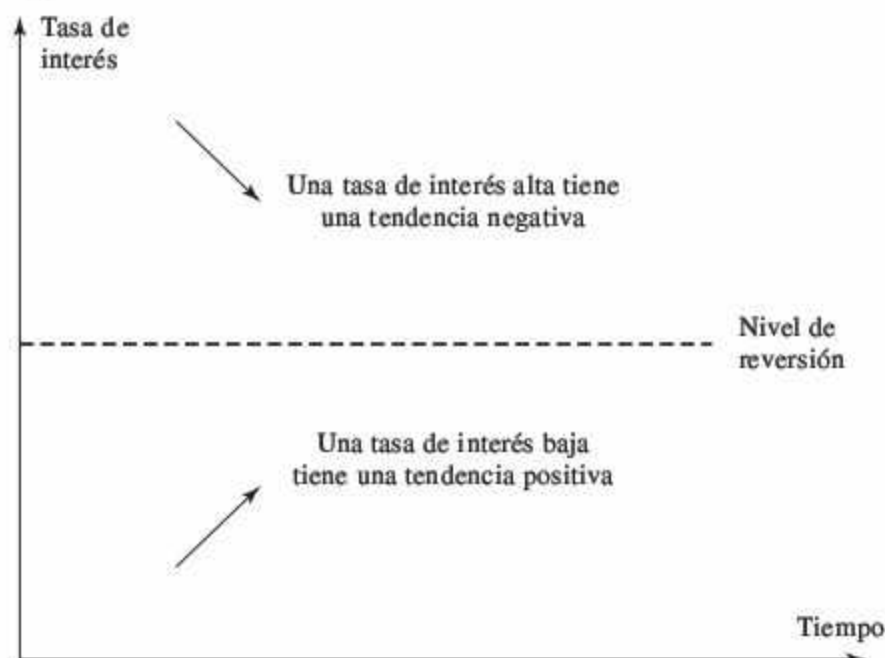 Tasa de
interés
Una tasa de interés alta tiene
una tendencia negativa
Nivel de
reversión
Una tasa de interés baja
tiene una tendencia positiva
Tiempo